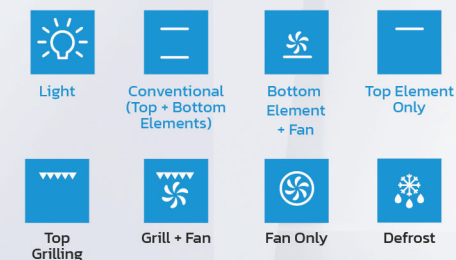 Light
Conventional
(Top + Bottom
Elements)
Bottom
Element
+ Fan
Top Element
Only
Top
Grilling
Grill + Fan
Fan Only
Defrost